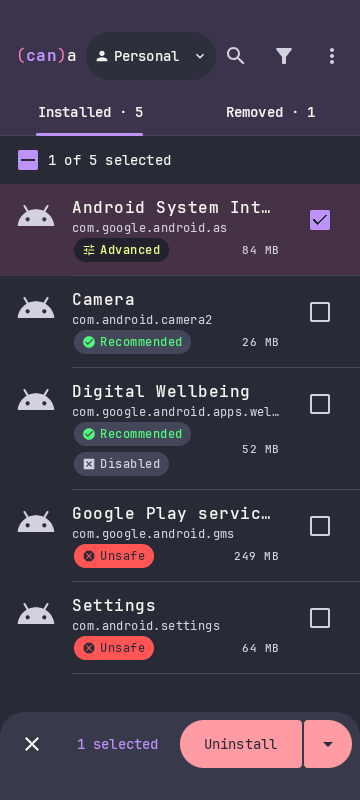 (can)a
Personal
Installed · 5
Removed · 1
1 of 5 selected
Android System Int…
com.google.android.as
Advanced
84 MB
Camera
com.android.camera2
Recommended
26 MB
Digital Wellbeing
com.google.android.apps.wel…
Recommended
52 MB
Disabled
Google Play servic…
com.google.android.gms
Unsafe
249 MB
Settings
com.android.settings
Unsafe
64 MB
1 selected
Uninstall